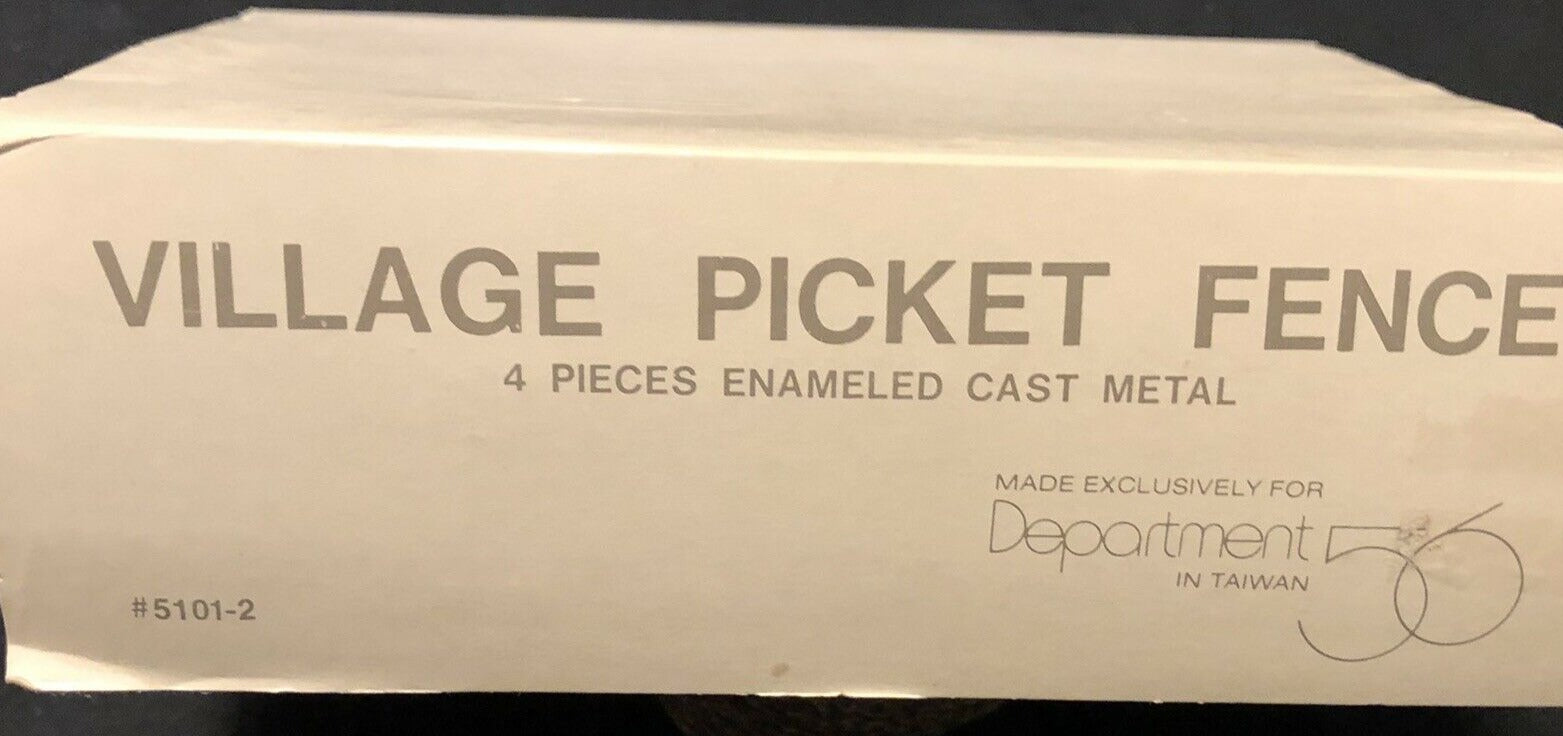 VILLAGE PICKET FENCE
4 PIECES ENAMELED CAST METAL
MADE EXCLUSIVELY FOR
Department 56
IN TAIWAN
#5101-2